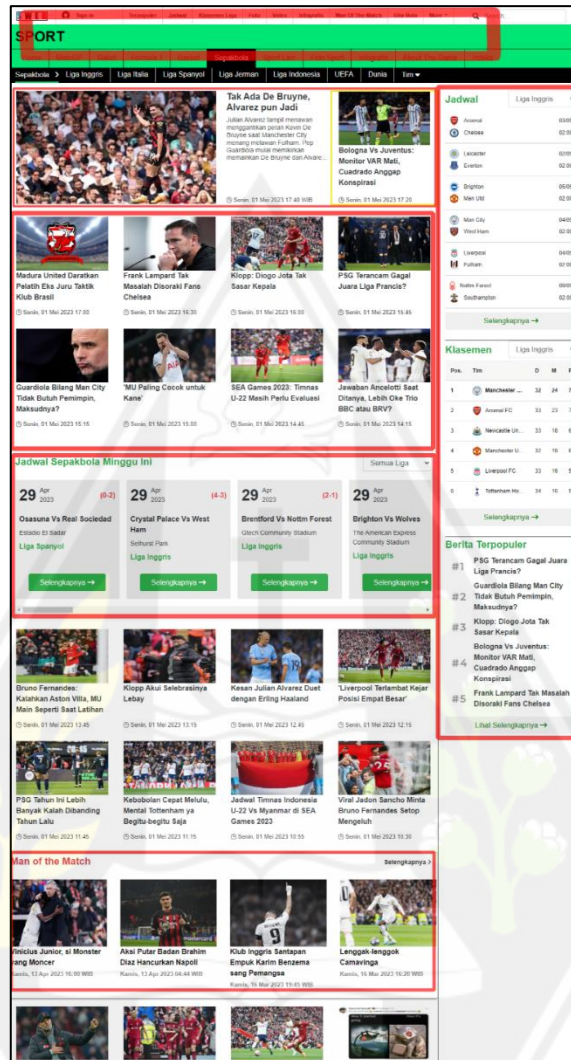 Sign In
Terpopuler Jadwal Klasemen Liga Foto Video Infografis Man Of The Match
SPORT
Sepakbola
Sepakbola > Liga Inggris Liga Italia Liga Spanyol Liga Jerman Liga Indonesia UEFA Dunia Tim
Tak Ada De Bruyne, Alvarez pun Jadi
Julian Alvarez tampil menawan
menggantikan peran Kevin De
Bruyne saat Manchester City
menang melawan Fulham. Pep
Guardiola mulai memikirkan
memainkan De Bruyne dan Alvare...
Senin, 01 Mei 2023 17:40 WIB
Bologna Vs Juventus:
Monitor VAR Mati,
Cuadrado Anggap
Konspirasi
Senin, 01 Mei 2023 17:20
Madura United Daratkan
Pelatih Eks Juru Taktik
Klub Brasil
Senin, 01 Mei 2023 17:00
Frank Lampard Tak
Masalah Disoraki Fans
Chelsea
Senin, 01 Mei 2023 16:30
Klopp: Diogo Jota Tak
Sasar Kepala
Senin, 01 Mei 2023 16:00
PSG Terancam Gagal
Juara Liga Prancis?
Senin, 01 Mei 2023 15:45
Guardiola Bilang Man City
Tidak Butuh Pemimpin,
Maksudnya?
Senin, 01 Mei 2023 15:15
'MU Paling Cocok untuk
Kane'
Senin, 01 Mei 2023 15:00
SEA Games 2023: Timnas
U-22 Masih Perlu Evaluasi
Senin, 01 Mei 2023 14:45
Jawaban Ancelotti Saat
Ditanya, Lebih Oke Trio
BBC atau BRV?
Senin, 01 Mei 2023 14:15
Jadwal Sepakbola Minggu Ini
Semua Liga
29 Apr 2023 (0-2)
Osasuna Vs Real Sociedad
Estadio El Sadar
Liga Spanyol
Selengkapnya →
29 Apr 2023 (4-3)
Crystal Palace Vs West
Ham
Selhurst Park
Liga Inggris
Selengkapnya →
29 Apr 2023 (2-1)
Brentford Vs Nottm Forest
Gtech Community Stadium
Liga Inggris
Selengkapnya →
29 Apr 2023
Brighton Vs Wolves
The American Express
Community Stadium
Liga Inggris
Selengkapnya →
Bruno Fernandes:
Kalahkan Aston Villa, MU
Main Seperti Saat Latihan
Senin, 01 Mei 2023 13:45
Klopp Akui Selebrasinya
Lebay
Senin, 01 Mei 2023 13:15
Kesan Julian Alvarez Duet
dengan Erling Haaland
Senin, 01 Mei 2023 12:45
'Liverpool Terlambat Kejar
Posisi Empat Besar'
Senin, 01 Mei 2023 12:15
PSG Tahun Ini Lebih
Banyak Kalah Dibanding
Tahun Lalu
Senin, 01 Mei 2023 11:45
Kebobolan Cepat Melulu,
Mental Tottenham ya
Begitu-begitu Saja
Senin, 01 Mei 2023 11:15
Jadwal Timnas Indonesia
U-22 Vs Myanmar di SEA
Games 2023
Senin, 01 Mei 2023 10:55
Viral Jadon Sancho Minta
Bruno Fernandes Setop
Mengeluh
Senin, 01 Mei 2023 10:30
Man of the Match
Selengkapnya >
Vinicius Junior, si Monster
yang Moncer
Kamis, 13 Apr 2023 16:00 WIB
Aksi Putar Badan Brahim
Diaz Hancurkan Napoli
Kamis, 13 Apr 2023 04:44 WIB
Klub Inggris Santapan
Empuk Karim Benzema
sang Pemangsa
Kamis, 16 Mar 2023 19:45 WIB
Lenggak-lenggok
Camavinga
Kamis, 16 Mar 2023 16:20 WIB
Jadwal Liga Inggris
Arsenal
Chelsea
Leicester
Everton
Brighton
Man Utd
Man City
West Ham
Liverpool
Fulham
Nottm Forest
Southampton
Selengkapnya →
Klasemen Liga Inggris
Pos. Tim D M
1 Manchester ... 32 24
2 Arsenal FC 33 23
3 Newcastle Un... 33 18
4 Manchester U... 32 19
5 Liverpool FC 33 16
6 Tottenham Ho... 34 16
Selengkapnya →
Berita Terpopuler
#1 PSG Terancam Gagal Juara
Liga Prancis?
#2 Guardiola Bilang Man City
Tidak Butuh Pemimpin,
Maksudnya?
#3 Klopp: Diogo Jota Tak
Sasar Kepala
#4 Bologna Vs Juventus:
Monitor VAR Mati,
Cuadrado Anggap
Konspirasi
#5 Frank Lampard Tak Masalah
Disoraki Fans Chelsea
Lihat Selengkapnya →